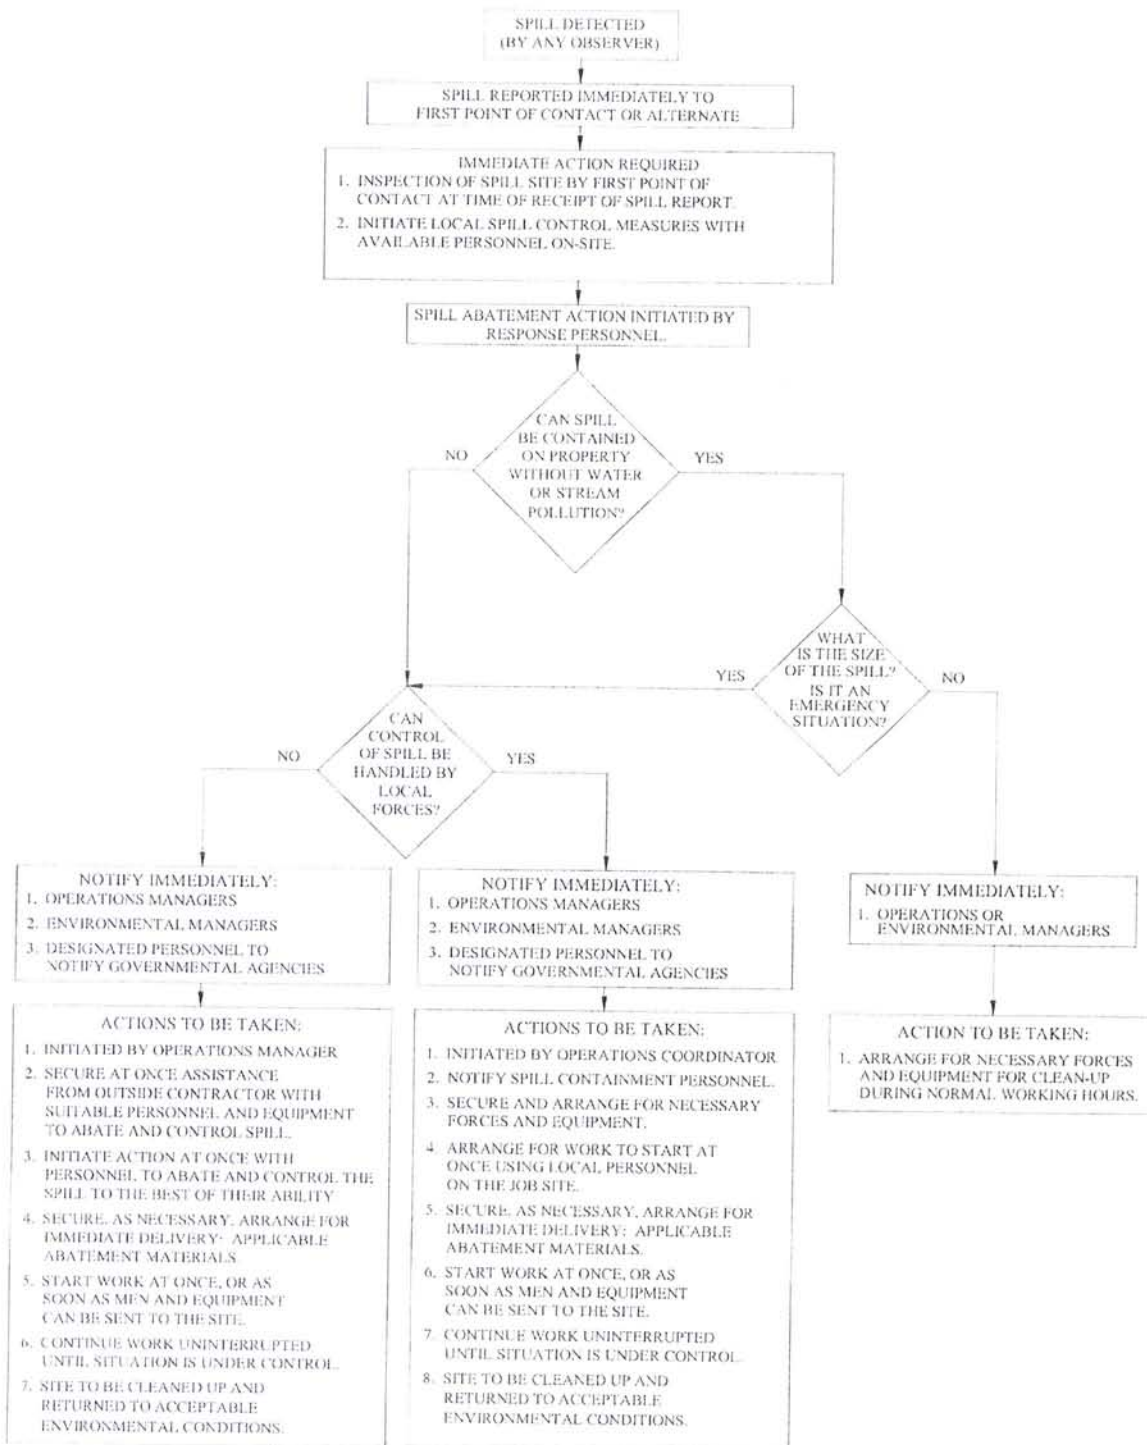 SPILL DETECTED
(BY ANY OBSERVER)
SPILL REPORTED IMMEDIATELY TO
FIRST POINT OF CONTACT OR ALTERNATE
IMMEDIATE ACTION REQUIRED
1. INSPECTION OF SPILL SITE BY FIRST POINT OF
CONTACT AT TIME OF RECEIPT OF SPILL REPORT.
2. INITIATE LOCAL SPILL CONTROL MEASURES WITH
AVAILABLE PERSONNEL ON-SITE.
SPILL ABATEMENT ACTION INITIATED BY
RESPONSE PERSONNEL.
CAN SPILL
BE CONTAINED
ON PROPERTY
WITHOUT WATER
OR STREAM
POLLUTION?
NO
YES
WHAT
IS THE SIZE
OF THE SPILL?
IS IT AN
EMERGENCY
SITUATION?
YES
NO
CAN
CONTROL
OF SPILL BE
HANDLED BY
LOCAL
FORCES?
NO
YES
NOTIFY IMMEDIATELY:
1. OPERATIONS MANAGERS
2. ENVIRONMENTAL MANAGERS
3. DESIGNATED PERSONNEL TO
NOTIFY GOVERNMENTAL AGENCIES
ACTIONS TO BE TAKEN:
1. INITIATED BY OPERATIONS MANAGER
2. SECURE AT ONCE ASSISTANCE
FROM OUTSIDE CONTRACTOR WITH
SUITABLE PERSONNEL AND EQUIPMENT
TO ABATE AND CONTROL SPILL.
3. INITIATE ACTION AT ONCE WITH
PERSONNEL TO ABATE AND CONTROL THE
SPILL TO THE BEST OF THEIR ABILITY
4. SECURE, AS NECESSARY, ARRANGE FOR
IMMEDIATE DELIVERY: APPLICABLE
ABATEMENT MATERIALS.
5. START WORK AT ONCE, OR AS
SOON AS MEN AND EQUIPMENT
CAN BE SENT TO THE SITE.
6. CONTINUE WORK UNINTERRUPTED
UNTIL SITUATION IS UNDER CONTROL.
7. SITE TO BE CLEANED UP AND
RETURNED TO ACCEPTABLE
ENVIRONMENTAL CONDITIONS.
NOTIFY IMMEDIATELY:
1. OPERATIONS MANAGERS
2. ENVIRONMENTAL MANAGERS
3. DESIGNATED PERSONNEL TO
NOTIFY GOVERNMENTAL AGENCIES
ACTIONS TO BE TAKEN:
1. INITIATED BY OPERATIONS COORDINATOR
2. NOTIFY SPILL CONTAINMENT PERSONNEL.
3. SECURE AND ARRANGE FOR NECESSARY
FORCES AND EQUIPMENT.
4. ARRANGE FOR WORK TO START AT
ONCE USING LOCAL PERSONNEL
ON THE JOB SITE.
5. SECURE, AS NECESSARY, ARRANGE FOR
IMMEDIATE DELIVERY: APPLICABLE
ABATEMENT MATERIALS.
6. START WORK AT ONCE, OR AS
SOON AS MEN AND EQUIPMENT
CAN BE SENT TO THE SITE.
7. CONTINUE WORK UNINTERRUPTED
UNTIL SITUATION IS UNDER CONTROL.
8. SITE TO BE CLEANED UP AND
RETURNED TO ACCEPTABLE
ENVIRONMENTAL CONDITIONS.
NOTIFY IMMEDIATELY:
1. OPERATIONS OR
ENVIRONMENTAL MANAGERS
ACTION TO BE TAKEN:
1. ARRANGE FOR NECESSARY FORCES
AND EQUIPMENT FOR CLEAN-UP
DURING NORMAL WORKING HOURS.